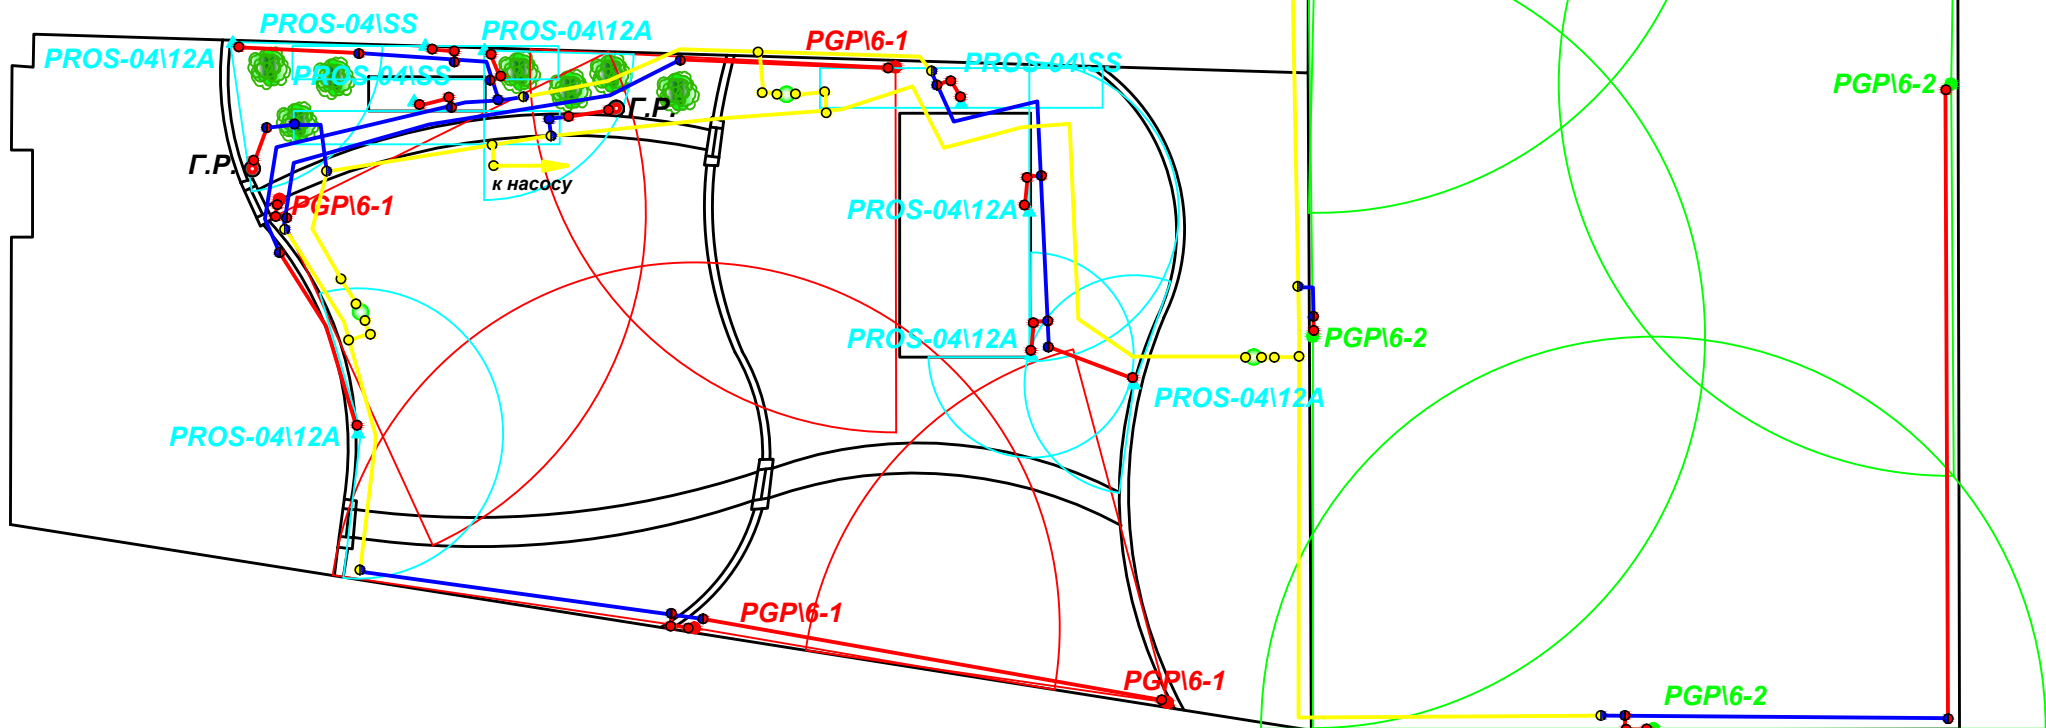 PROS-04\SS
PROS-04\12A
PGP\6-1
PROS-04\12A
PROS-04\SS
PROS-04\SS
PGP\6-2
Г.Р.
Г.Р.
к насосу
PGP\6-1
PROS-04\12A
PROS-04\12A
PGP\6-2
PROS-04\12A
PROS-04\12A
PGP\6-1
PGP\6-1
PGP\6-2